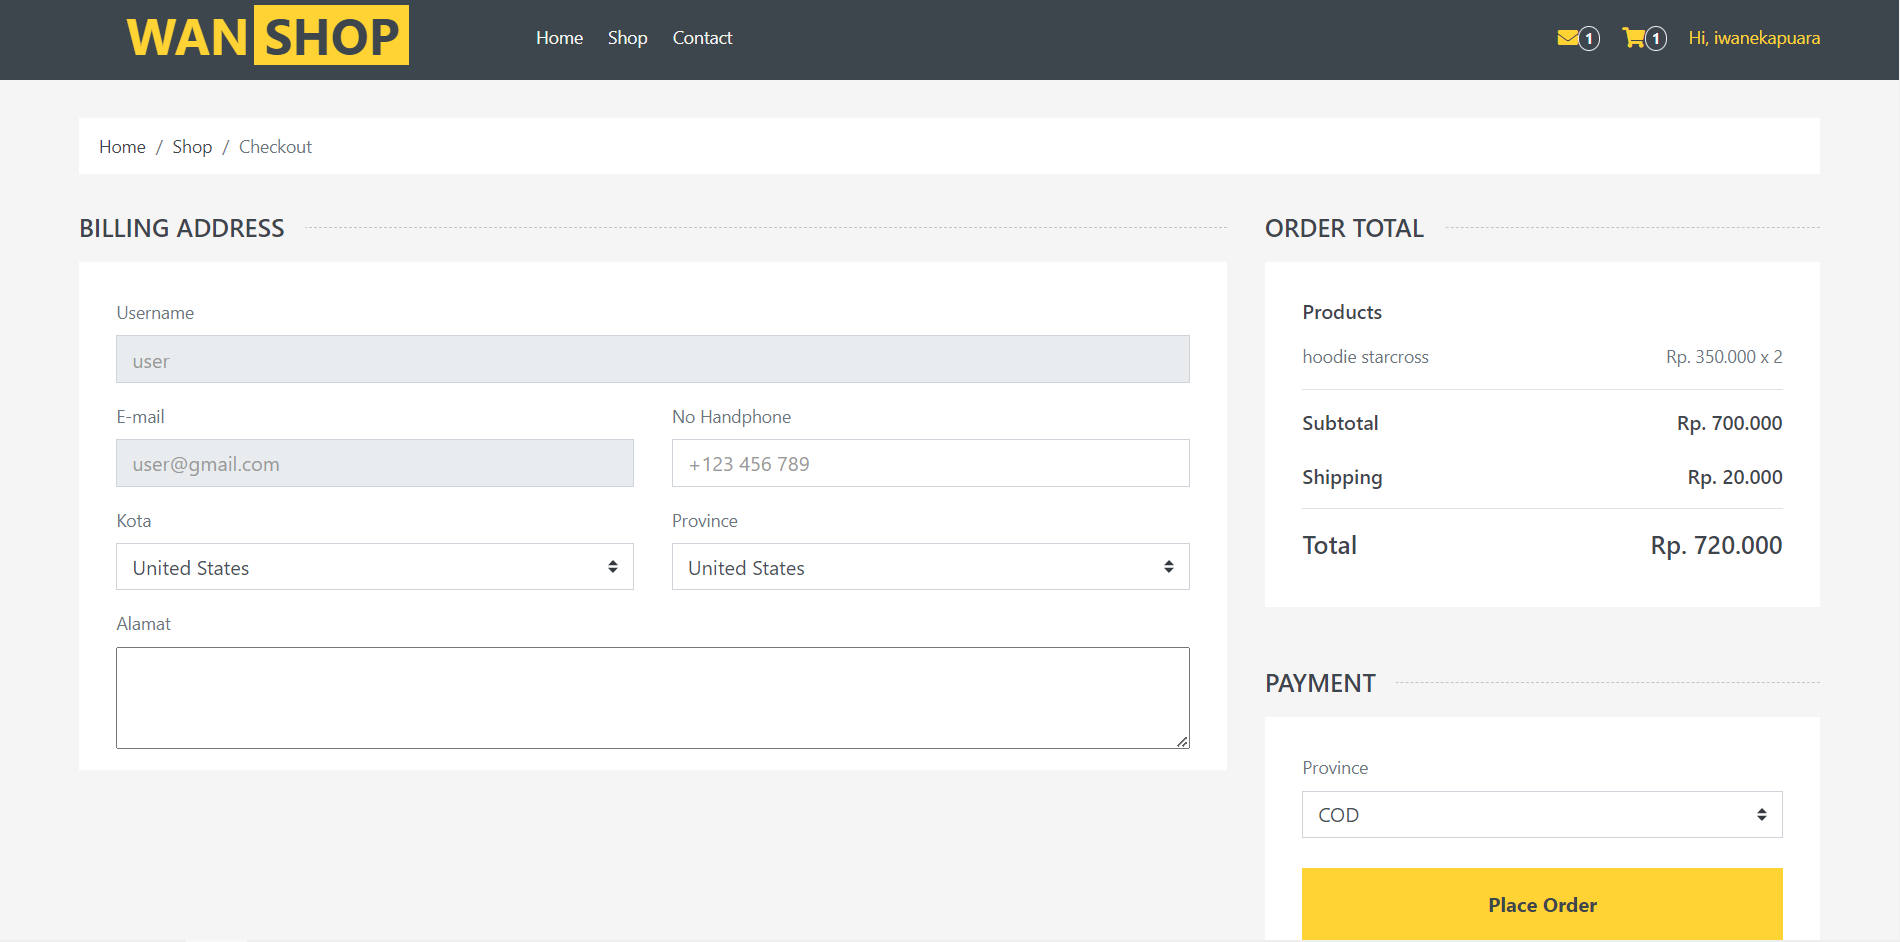 WAN SHOP
Home Shop Contact
1 1 Hi, iwanekapuara
Home / Shop / Checkout
BILLING ADDRESS
Username
user
E-mail No Handphone
user@gmail.com +123 456 789
Kota Province
United States United States
Alamat
ORDER TOTAL
Products
hoodie starcross Rp. 350.000 x 2
Subtotal Rp. 700.000
Shipping Rp. 20.000
Total Rp. 720.000
PAYMENT
Province
COD
Place Order